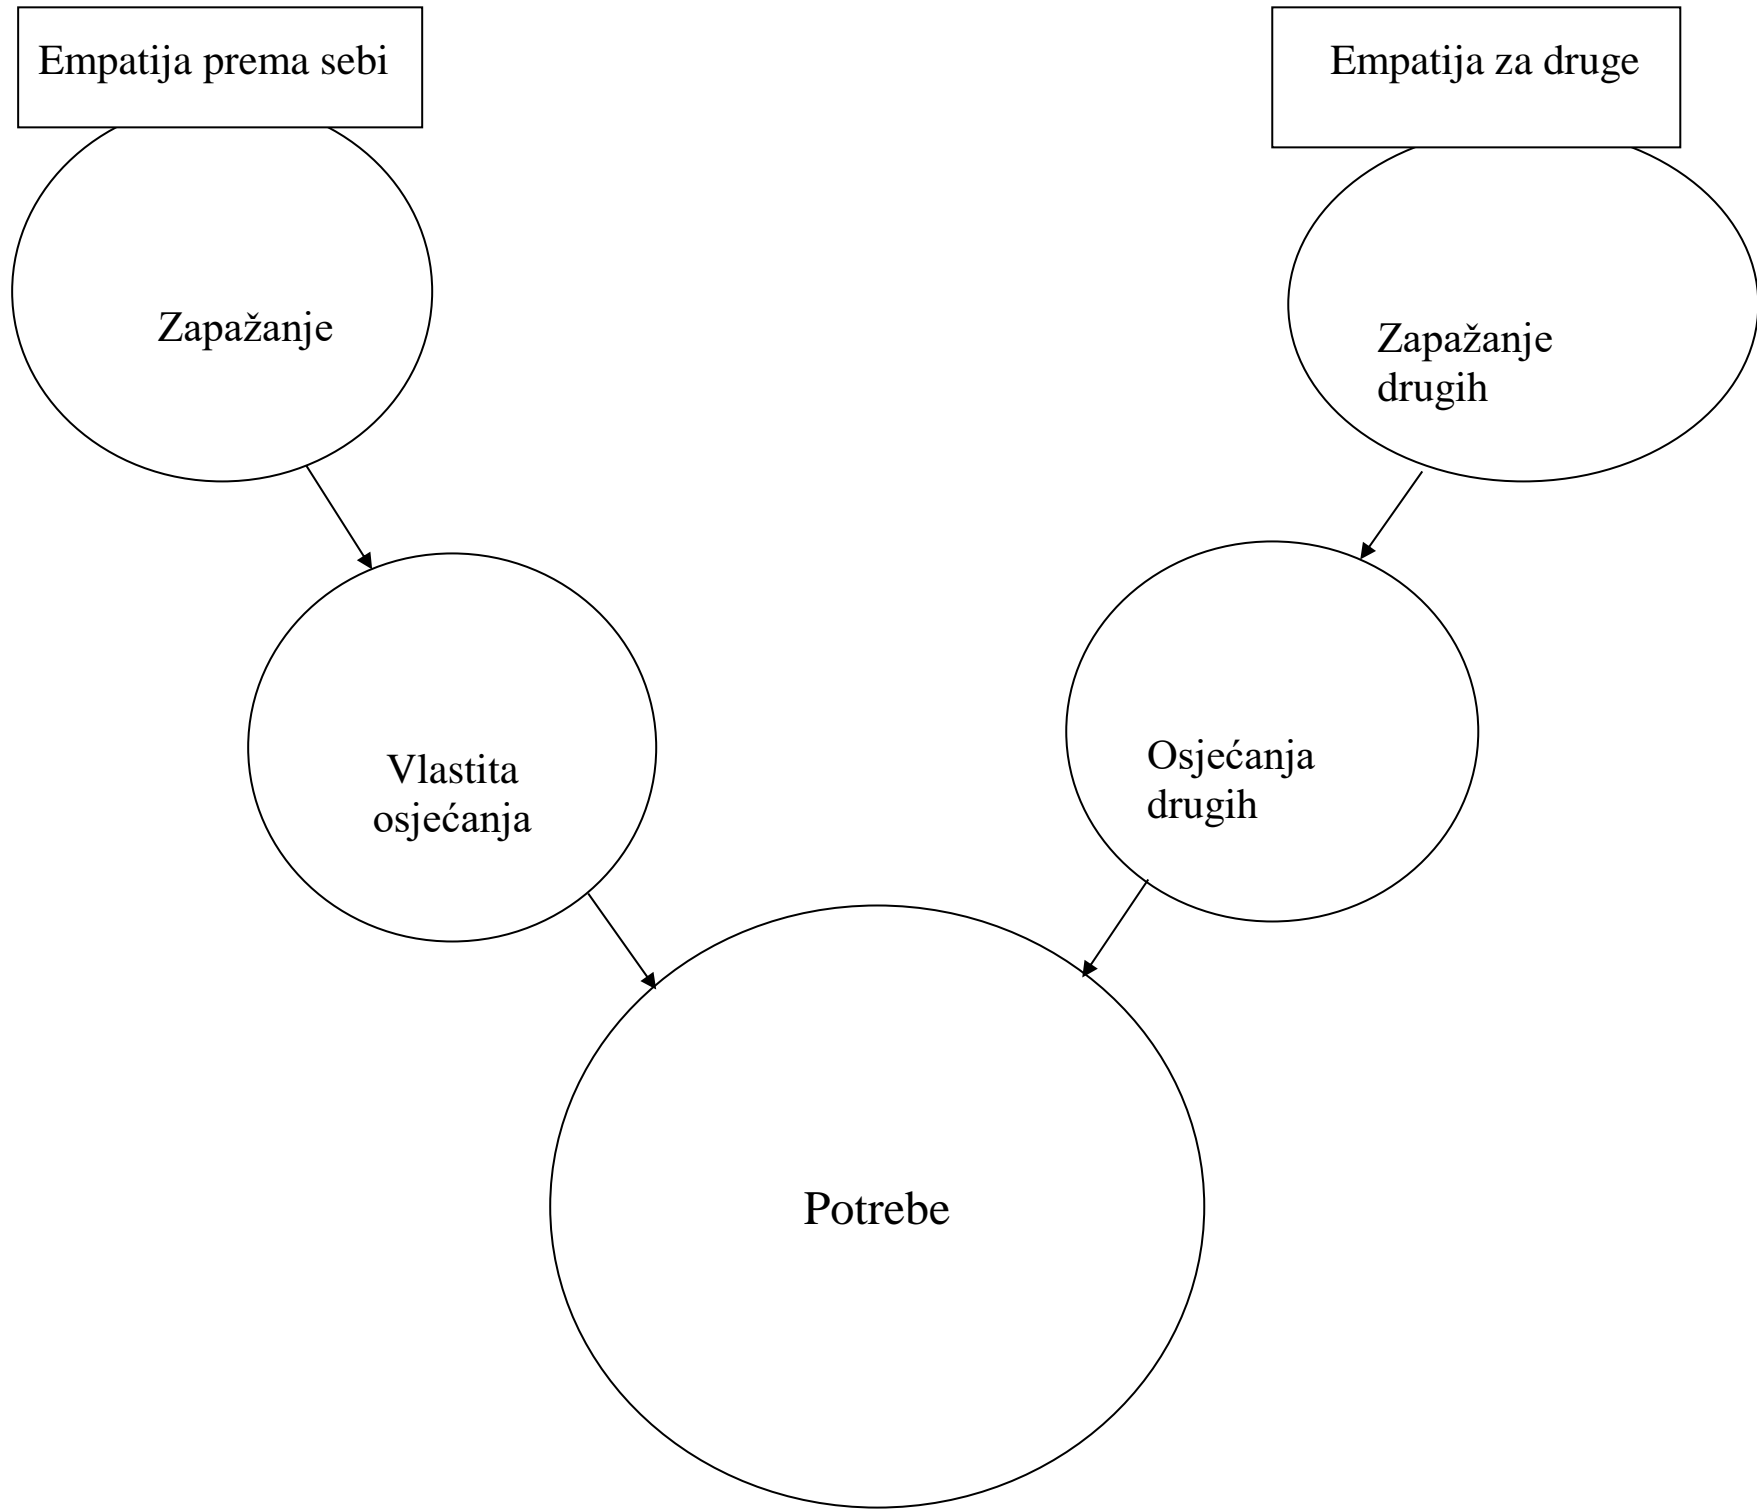 Empatija prema sebi
Empatija za druge
Zapažanje
Zapažanje
drugih
Vlastita
osjećanja
Osjećanja
drugih
Potrebe